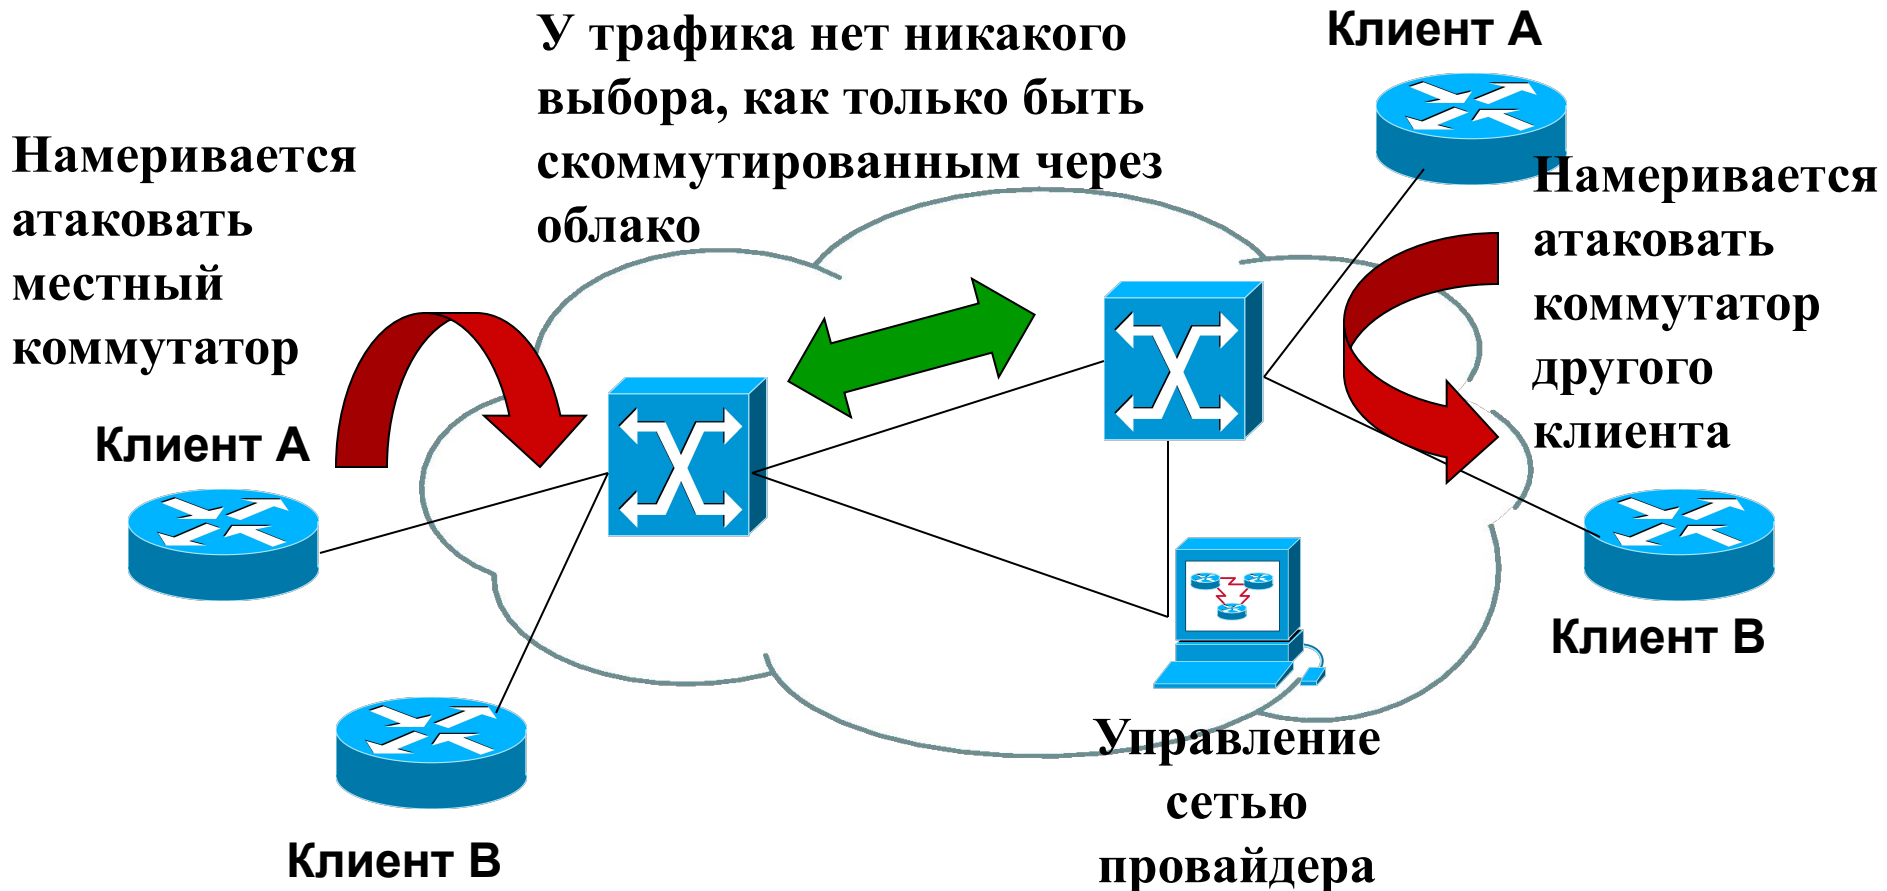 У трафика нет никакого
выбора, как только быть
скоммутированным через
облако
Клиент А
Намеривается
атаковать
местный
коммутатор
Намеривается
атаковать
коммутатор
другого
клиента
Клиент А
Клиент В
Клиент В
Управление
сетью
провайдера